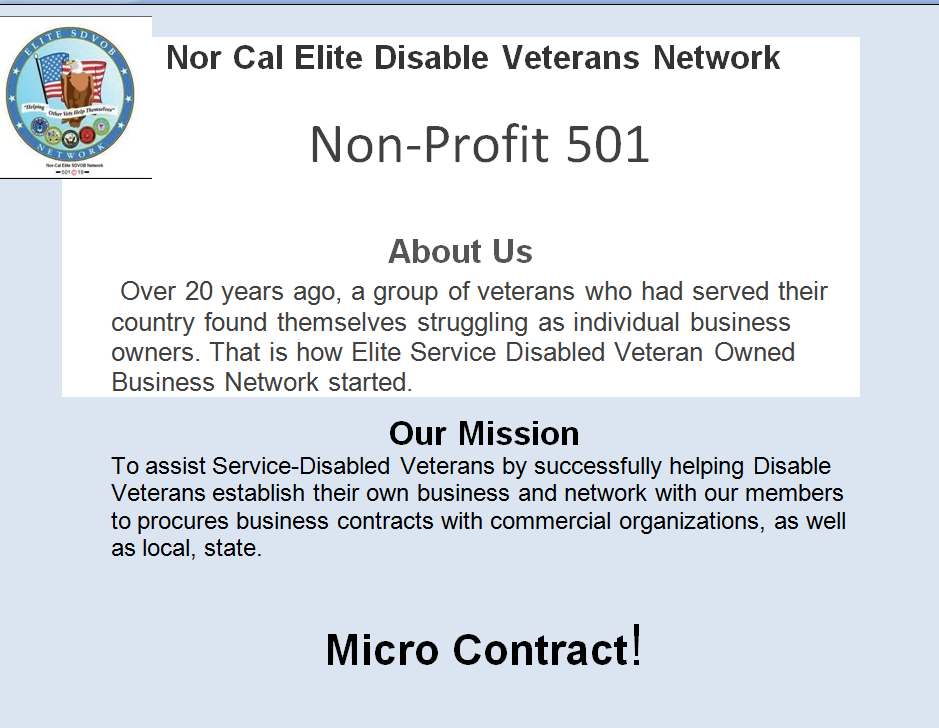 ELITE SDVOB
"Helping Other Vets Help Themselves"
NETWORK
Nor Cal Elite SDVOB Network
Nor Cal Elite Disable Veterans Network
Non-Profit 501
About Us
Over 20 years ago, a group of veterans who had served their
country found themselves struggling as individual business
owners. That is how Elite Service Disabled Veteran Owned
Business Network started.
Our Mission
To assist Service-Disabled Veterans by successfully helping Disable
Veterans establish their own business and network with our members
to procures business contracts with commercial organizations, as well
as local, state.
Micro Contract!